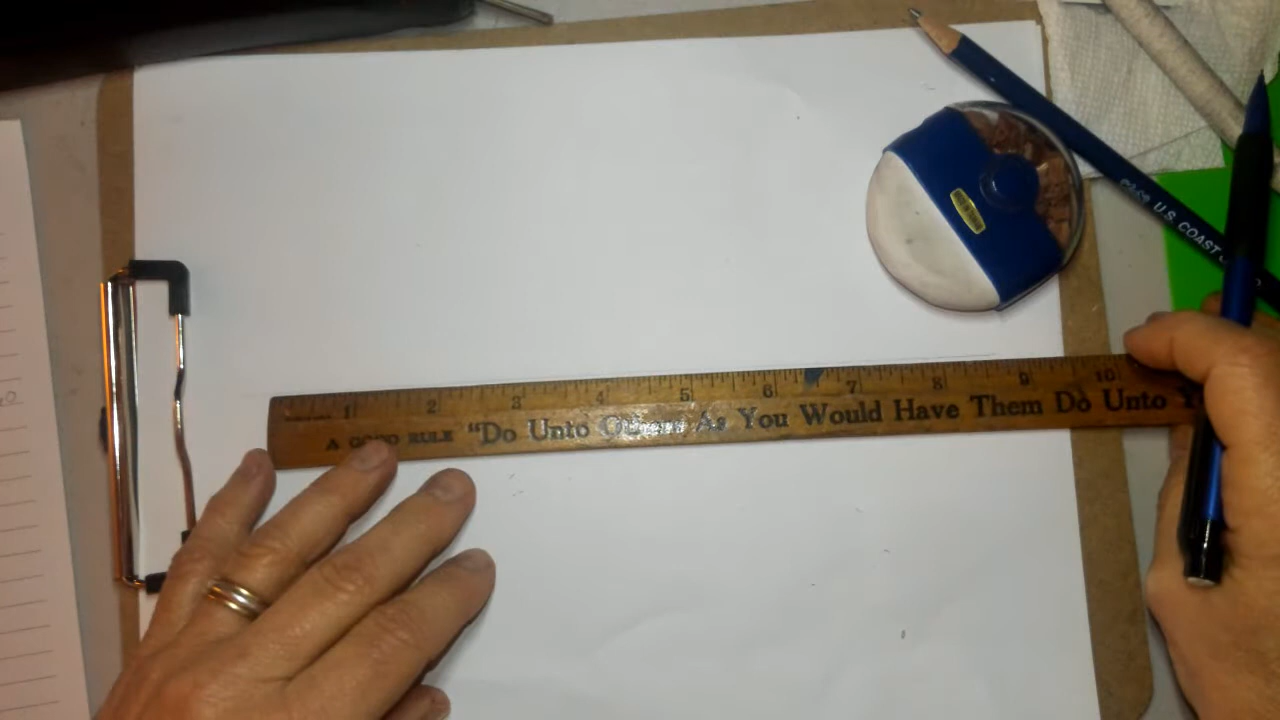 U.S. COAST
1 2 3 4 5 6 7 8 9 10
A GOOD RULE "Do Unto Others As You Would Have Them Do Unto Y